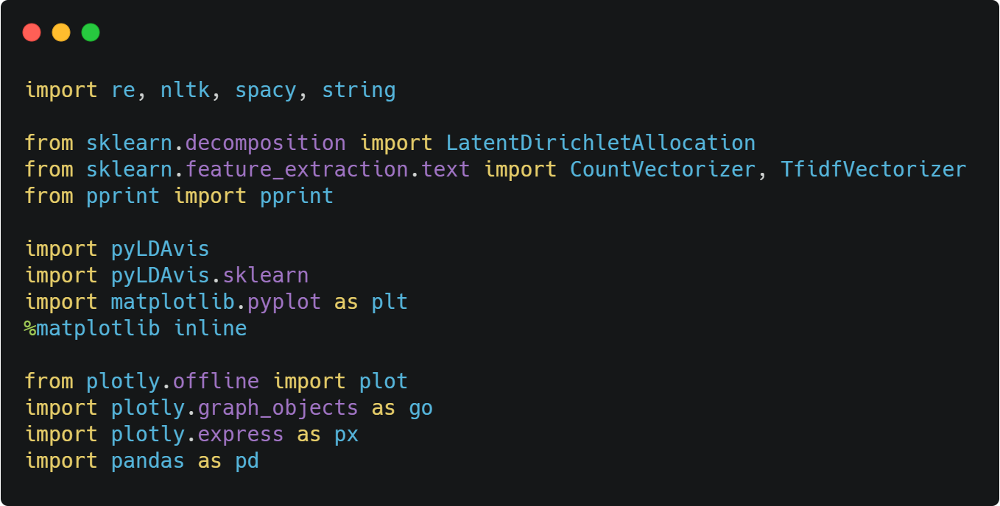 import re, nltk, spacy, string
from sklearn.decomposition import LatentDirichletAllocation
from sklearn.feature_extraction.text import CountVectorizer, TfidfVectorizer
from pprint import pprint
import pyLDAvis
import pyLDAvis.sklearn
import matplotlib.pyplot as plt
%matplotlib inline
from plotly.offline import plot
import plotly.graph_objects as go
import plotly.express as px
import pandas as pd